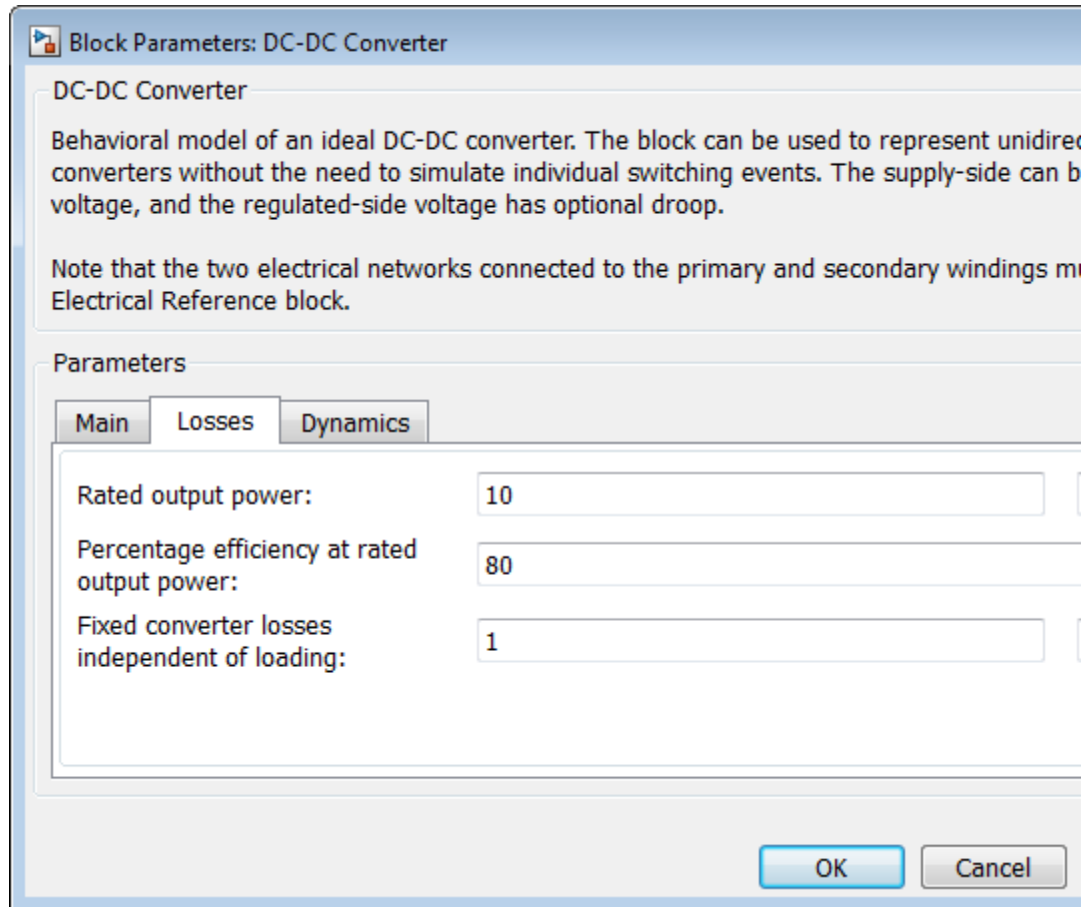 Block Parameters: DC-DC Converter
DC-DC Converter
Behavioral model of an ideal DC-DC converter. The block can be used to represent
converters without the need to simulate individual switching events. The supply-side can
voltage, and the regulated-side voltage has optional droop.
Note that the two electrical networks connected to the primary and secondary windings
Electrical Reference block.
Parameters
Main Losses Dynamics
Rated output power: 10
Percentage efficiency at rated
output power: 80
Fixed converter losses
independent of loading: 1
OK Cancel